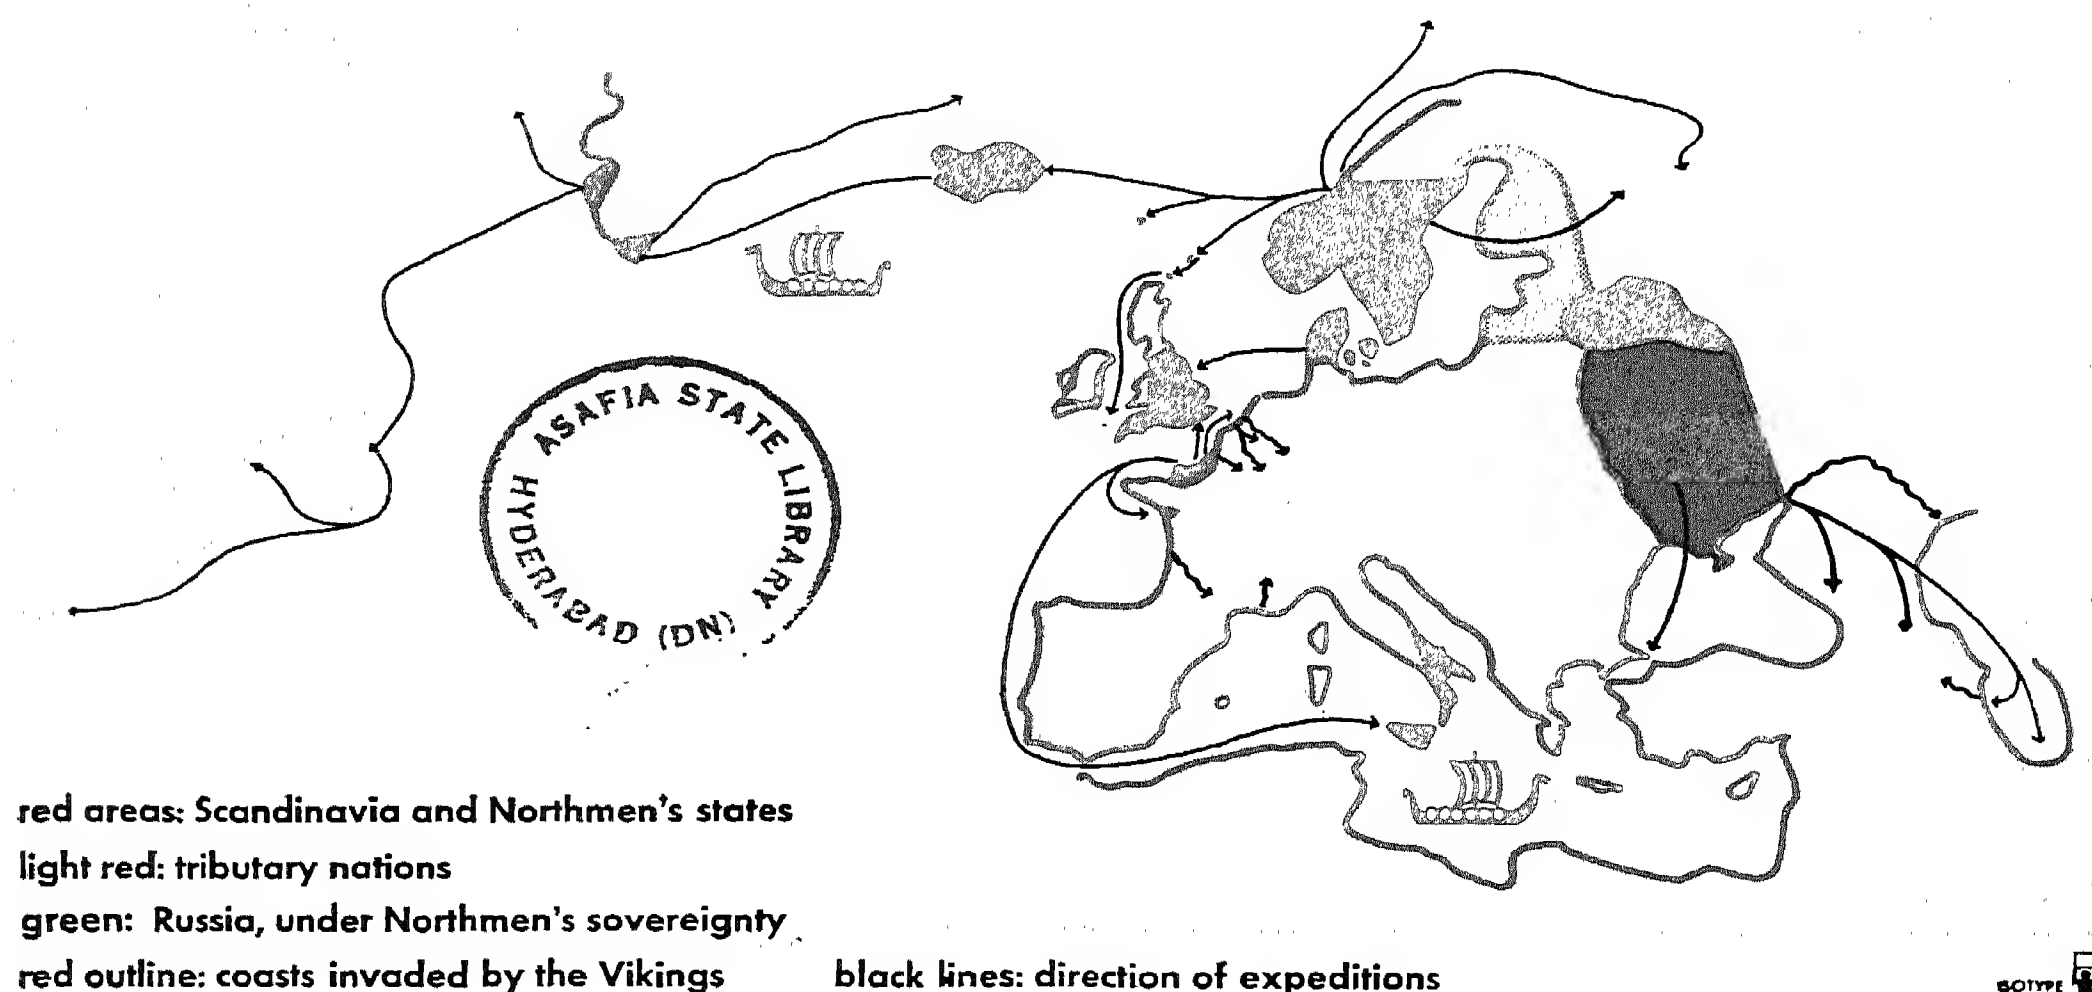 ASAFIA STATE LIBRARY
HYDERABAD (DN)
red areas: Scandinavia and Northmen's states
light red: tributary nations
green: Russia, under Northmen's sovereignty
red outline: coasts invaded by the Vikings
black lines: direction of expeditions
ISOTYPE